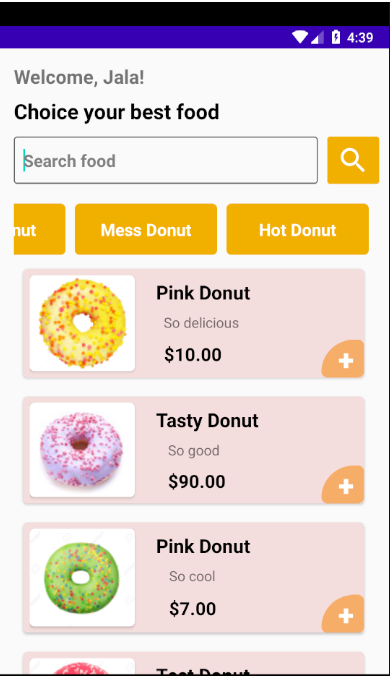 4:39
Welcome, Jala!
Choice your best food
Search food
nut
Mess Donut
Hot Donut
Pink Donut
So delicious
$10.00
Tasty Donut
So good
$90.00
Pink Donut
So cool
$7.00